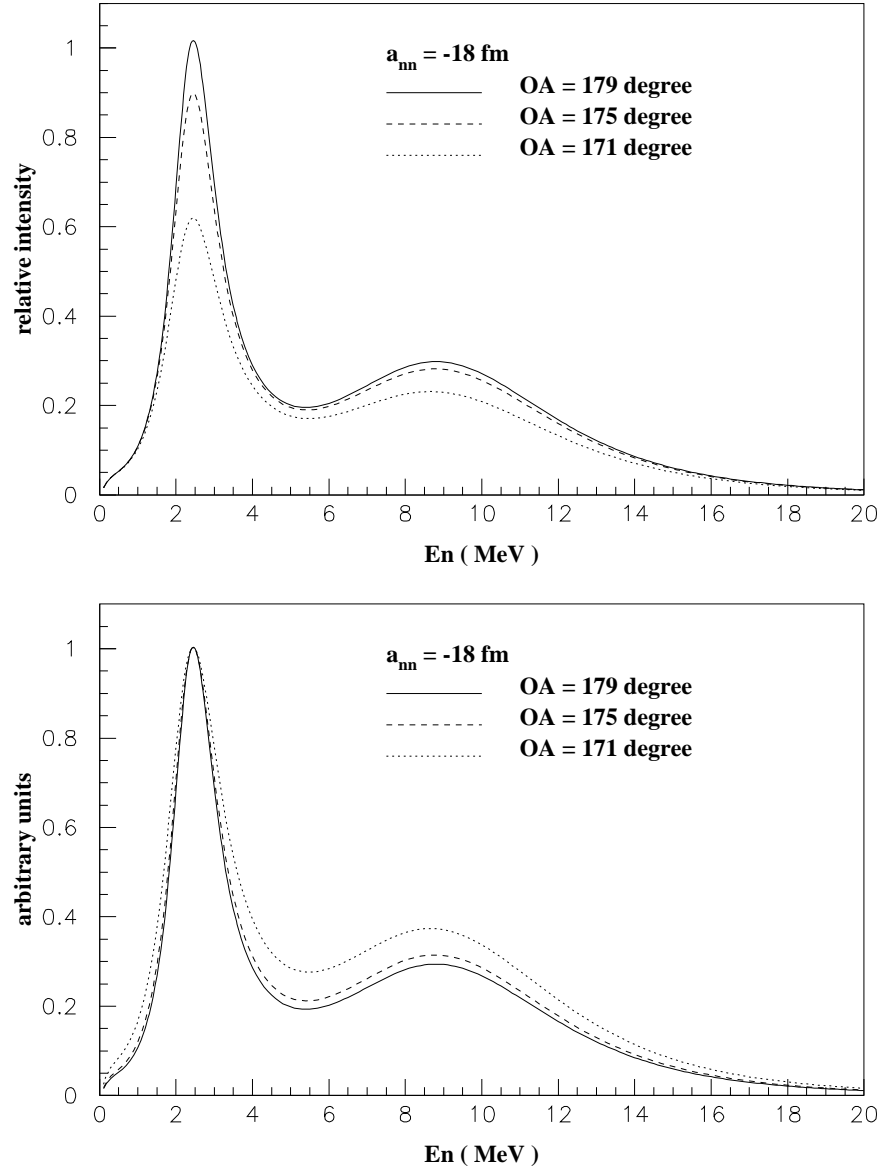 a_nn = -18 fm
OA = 179 degree
OA = 175 degree
OA = 171 degree
relative intensity
1
0.8
0.6
0.4
0.2
0
0 2 4 6 8 10 12 14 16 18 20
En ( MeV )
a_nn = -18 fm
OA = 179 degree
OA = 175 degree
OA = 171 degree
arbitrary units
1
0.8
0.6
0.4
0.2
0
0 2 4 6 8 10 12 14 16 18 20
En ( MeV )